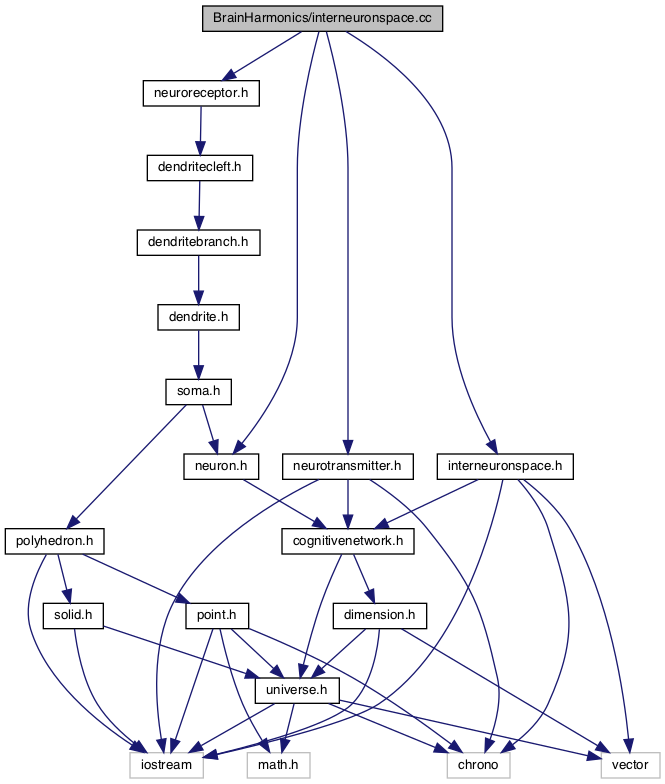 BrainHarmonics/interneuronspace.cc
neuroreceptor.h
dendritecleft.h
dendritebranch.h
dendrite.h
soma.h
neuron.h
neurotransmitter.h
interneuronspace.h
polyhedron.h
cognitivenetwork.h
solid.h
point.h
dimension.h
universe.h
iostream
math.h
chrono
vector